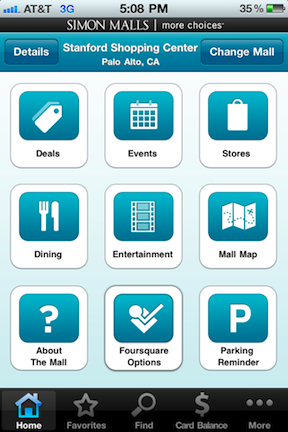 AT&T 3G 5:08 PM 35%
SIMON MALLS | more choices™
Details Stanford Shopping Center Change Mall
Palo Alto, CA
Deals Events Stores
Dining Entertainment Mall Map
?
P
About The Mall
Foursquare Options
Parking Reminder
Home Favorites Find Card Balance More